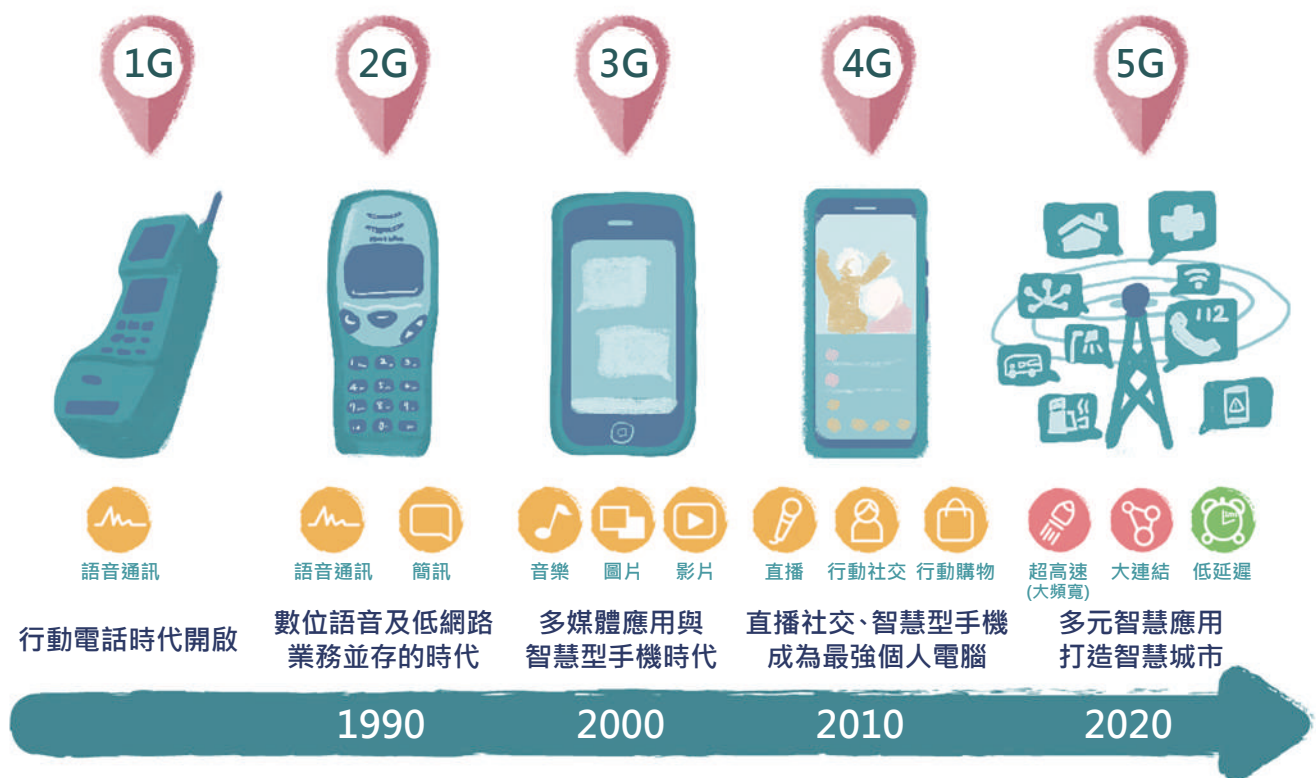 1G
2G
3G
4G
5G
112
語音通訊
語音通訊
簡訊
音樂
圖片
影片
直播
行動社交
行動購物
超高速
(大頻寬)
大連結
低延遲
行動電話時代開啟
數位語音及低網路
業務並存的時代
多媒體應用與
智慧型手機時代
直播社交、智慧型手機
成為最強個人電腦
多元智慧應用
打造智慧城市
1990
2000
2010
2020